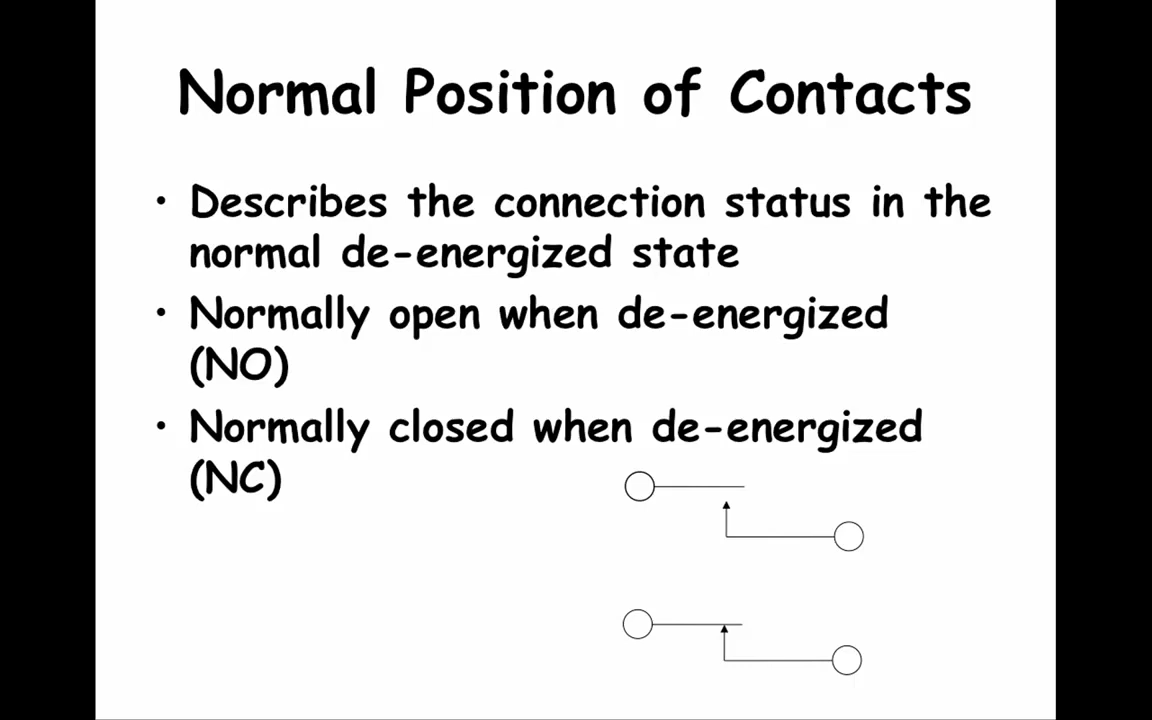 Normal Position of Contacts
• Describes the connection status in the
normal de-energized state
• Normally open when de-energized
(NO)
• Normally closed when de-energized
(NC)